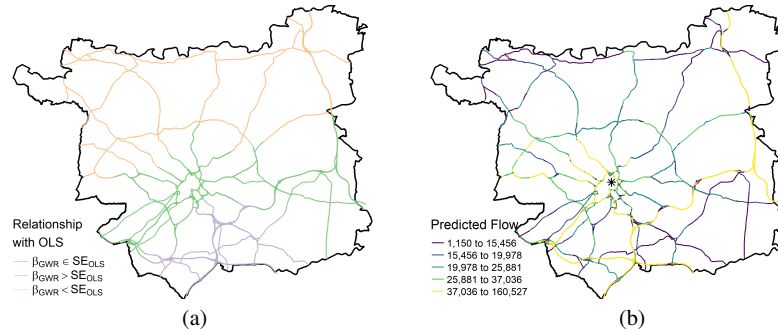 Relationship
with OLS
βGWR ∈ SEOLS
βGWR > SEOLS
βGWR < SEOLS
(a)
Predicted Flow
1,150 to 15,456
15,456 to 19,978
19,978 to 25,881
25,881 to 37,036
37,036 to 160,527
(b)